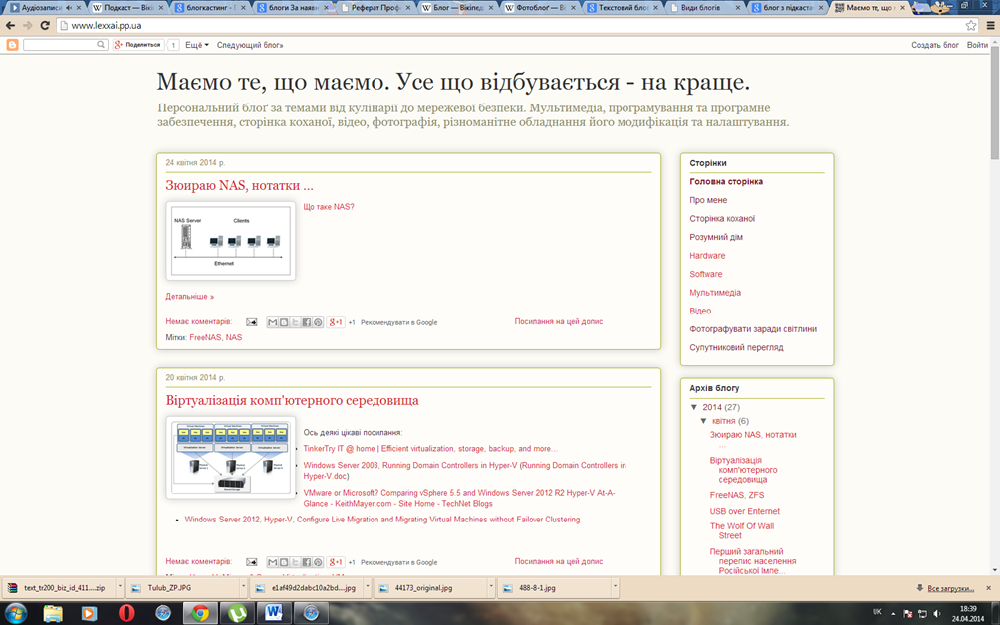 Аудіозаписи
Подкаст — Вікі
блогкастинг -
блоги За наяв
Реферат Проф
Блог — Вікіпед
Фотоблоґ — Ві
Текстовий бло
Види блогів
блог з підкаста
Маємо те, що м
www.lexxai.pp.ua
Поделиться
1
Ещё
Следующий блог»
Создать блог
Войти
Маємо те, що маємо. Усе що відбувається - на краще.
Персональний блоґ за темами від кулінарії до мережевої безпеки. Мультимедіа, програмування та програмне
забезпечення, сторінка коханої, відео, фотографія, різноманітне обладнання його модифікація та налаштування.
24 квітня 2014 р.
Зюираю NAS, нотатки ...
NAS Server
Clients
Ethernet
Що таке NAS?
Детальніше »
Немає коментарів:
g+1
+1 Рекомендувати в Google
Посилання на цей допис
Мітки: FreeNAS, NAS
20 квітня 2014 р.
Віртуалізація комп'ютерного середовища
Ось деякі цікаві посилання:
TinkerTry IT @ home | Efficient virtualization, storage, backup, and more…
Windows Server 2008, Running Domain Controllers in Hyper-V (Running Domain Controllers in
Hyper-V.doc)
VMware or Microsoft? Comparing vSphere 5.5 and Windows Server 2012 R2 Hyper-V At-A-
Glance - KeithMayer.com - Site Home - TechNet Blogs
Windows Server 2012, Hyper-V, Configure Live Migration and Migrating Virtual Machines without Failover Clustering
Немає коментарів:
g+1
+1 Рекомендувати в Google
Посилання на цей допис
Сторінки
Головна сторінка
Про мене
Сторінка коханої
Розумний дім
Hardware
Software
Мультимедіа
Відео
Фотографувати заради світлини
Супутниковий перегляд
Архів блогу
▼ 2014 (27)
▼ квітня (6)
Зюираю NAS, нотатки
...
Віртуалізація
комп'ютерного
середовища
FreeNAS, ZFS
USB over Enternet
The Wolf Of Wall
Street
Перший загальний
перепис населення
Російської Імпе...
text_tr200_biz_id_411....zip
Tulub_ZP.JPG
e1af49d2dabc10a2bd....jpg
44173_original.jpg
488-8-1.jpg
Все загрузки...
UK
18:39
24.04.2014